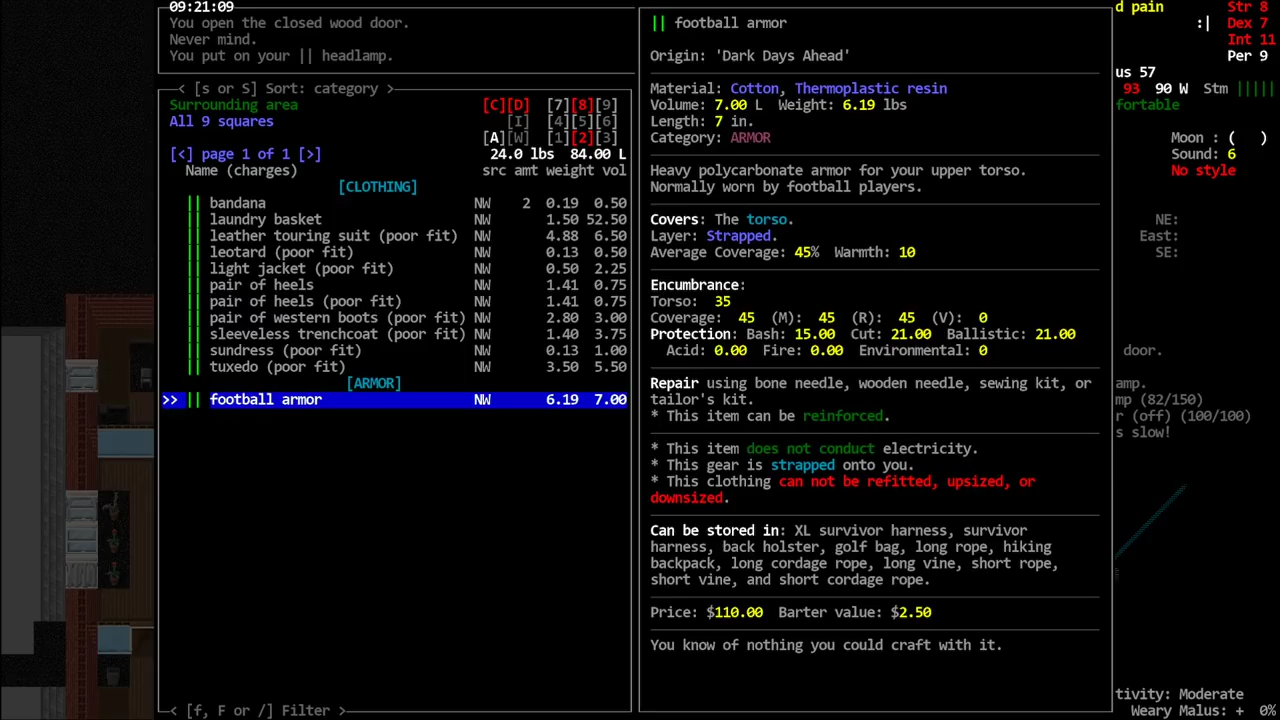 09:21:09
You open the closed wood door.
Never mind.
You put on your || headlamp.
< [s or S] Sort: category >
Surrounding area [C][D] [7][8][9]
All 9 squares [I] [4][5][6]
[A][W] [1][2][3]
[<] page 1 of 1 [>] 24.0 lbs 84.00 L
Name (charges) src amt weight vol
[CLOTHING]
|| bandana NW 2 0.19 0.50
|| laundry basket NW 1.50 52.50
|| leather touring suit (poor fit) NW 4.88 6.50
|| leotard (poor fit) NW 0.13 0.50
|| light jacket (poor fit) NW 0.50 2.25
|| pair of heels NW 1.41 0.75
|| pair of heels (poor fit) NW 1.41 0.75
|| pair of western boots (poor fit) NW 2.80 3.00
|| sleeveless trenchcoat (poor fit) NW 1.40 3.75
|| sundress (poor fit) NW 0.13 1.00
|| tuxedo (poor fit) NW 3.50 5.50
[ARMOR]
>> || football armor NW 6.19 7.00
< [f, F or /] Filter >
|| football armor
Origin: 'Dark Days Ahead'
Material: Cotton, Thermoplastic resin
Volume: 7.00 L Weight: 6.19 lbs
Length: 7 in.
Category: ARMOR
Heavy polycarbonate armor for your upper torso.
Normally worn by football players.
Covers: The torso.
Layer: Strapped.
Average Coverage: 45% Warmth: 10
Encumbrance:
Torso: 35
Coverage: 45 (M): 45 (R): 45 (V): 0
Protection: Bash: 15.00 Cut: 21.00 Ballistic: 21.00
Acid: 0.00 Fire: 0.00 Environmental: 0
Repair using bone needle, wooden needle, sewing kit, or
tailor's kit.
* This item can be reinforced.
* This item does not conduct electricity.
* This gear is strapped onto you.
* This clothing can not be refitted, upsized, or
downsized.
Can be stored in: XL survivor harness, survivor
harness, back holster, golf bag, long rope, hiking
backpack, long cordage rope, long vine, short rope,
short vine, and short cordage rope.
Price: $110.00 Barter value: $2.50
You know of nothing you could craft with it.
d pain Str 8
:| Dex 7
Int 11
Per 9
us 57
93 90 W Stm |||||
fortable
Moon : ( )
Sound: 6
No style
NE:
East:
SE:
door.
amp.
mp (82/150)
r (off) (100/100)
s slow!
tivity: Moderate
Weary Malus: + 0%